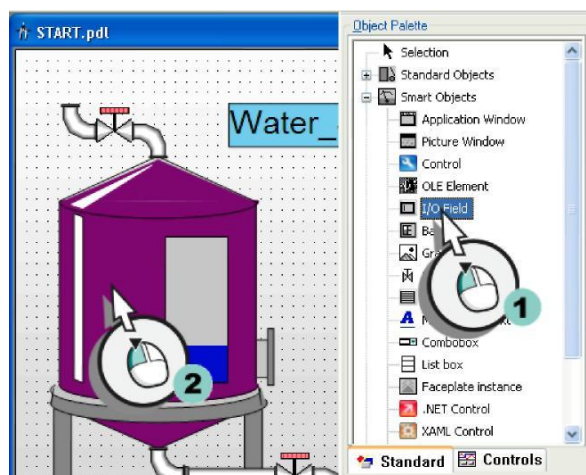 START.pdl
Water_
Object Palette
Selection
Standard Objects
Smart Objects
Application Window
Picture Window
Control
OLE Element
I/O Field
1
2
Combobox
List box
Faceplate instance
.NET Control
XAML Control
Standard
Controls